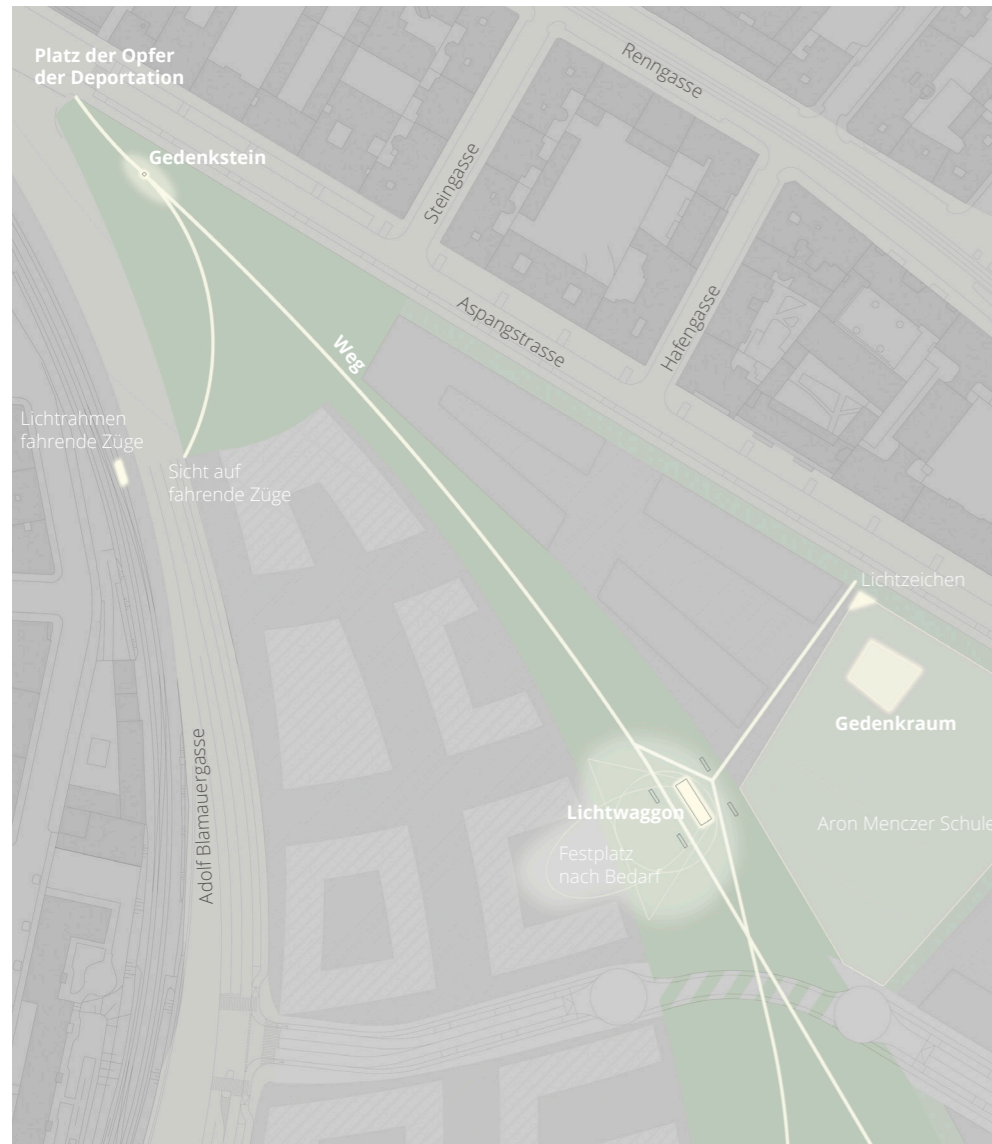 Platz der Opfer
der Deportation
Renngasse
Gedenkstein
Steingasse
Aspangstrasse
Hafengasse
Weg
Lichtrahmen
fahrende Züge
Sicht auf
fahrende Züge
Lichtzeichen
Gedenkraum
Adolf Blamauergasse
Lichtwaggon
Aron Menczer Schule
Festplatz
nach Bedarf